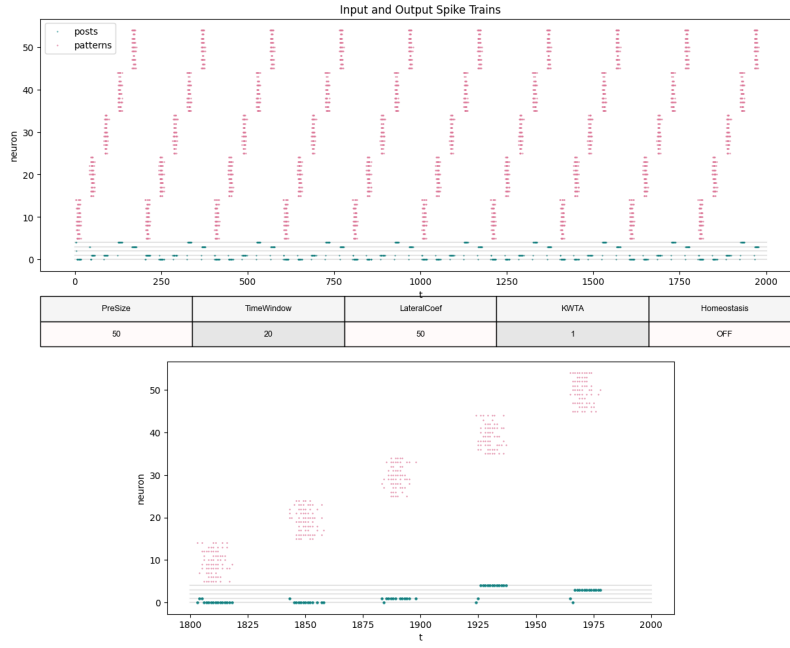 Input and Output Spike Trains
posts
patterns
50
40
30
20
10
0
neuron
0 250 500 750 1000 1250 1500 1750 2000
t
PreSize TimeWindow LateralCoef KWTA Homeostasis
50 20 50 1 OFF
50
40
30
20
10
0
neuron
1800 1825 1850 1875 1900 1925 1950 1975 2000
t